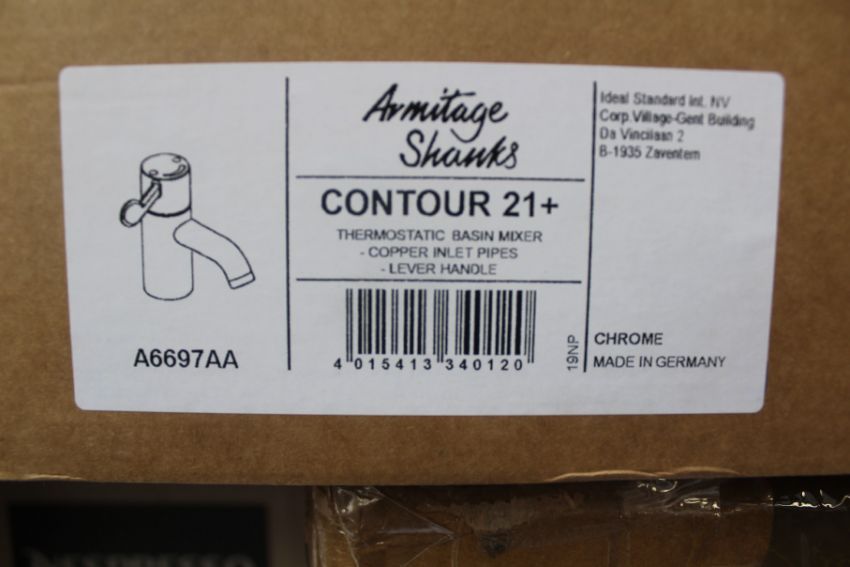 A6697AA
Armitage
Shanks
CONTOUR 21+
THERMOSTATIC BASIN MIXER
- COPPER INLET PIPES
- LEVER HANDLE
4 015413 340120
19NP
Ideal Standard Int. NV
Corp.Village-Gent Building
Da Vincilaan 2
B-1935 Zaventem
CHROME
MADE IN GERMANY